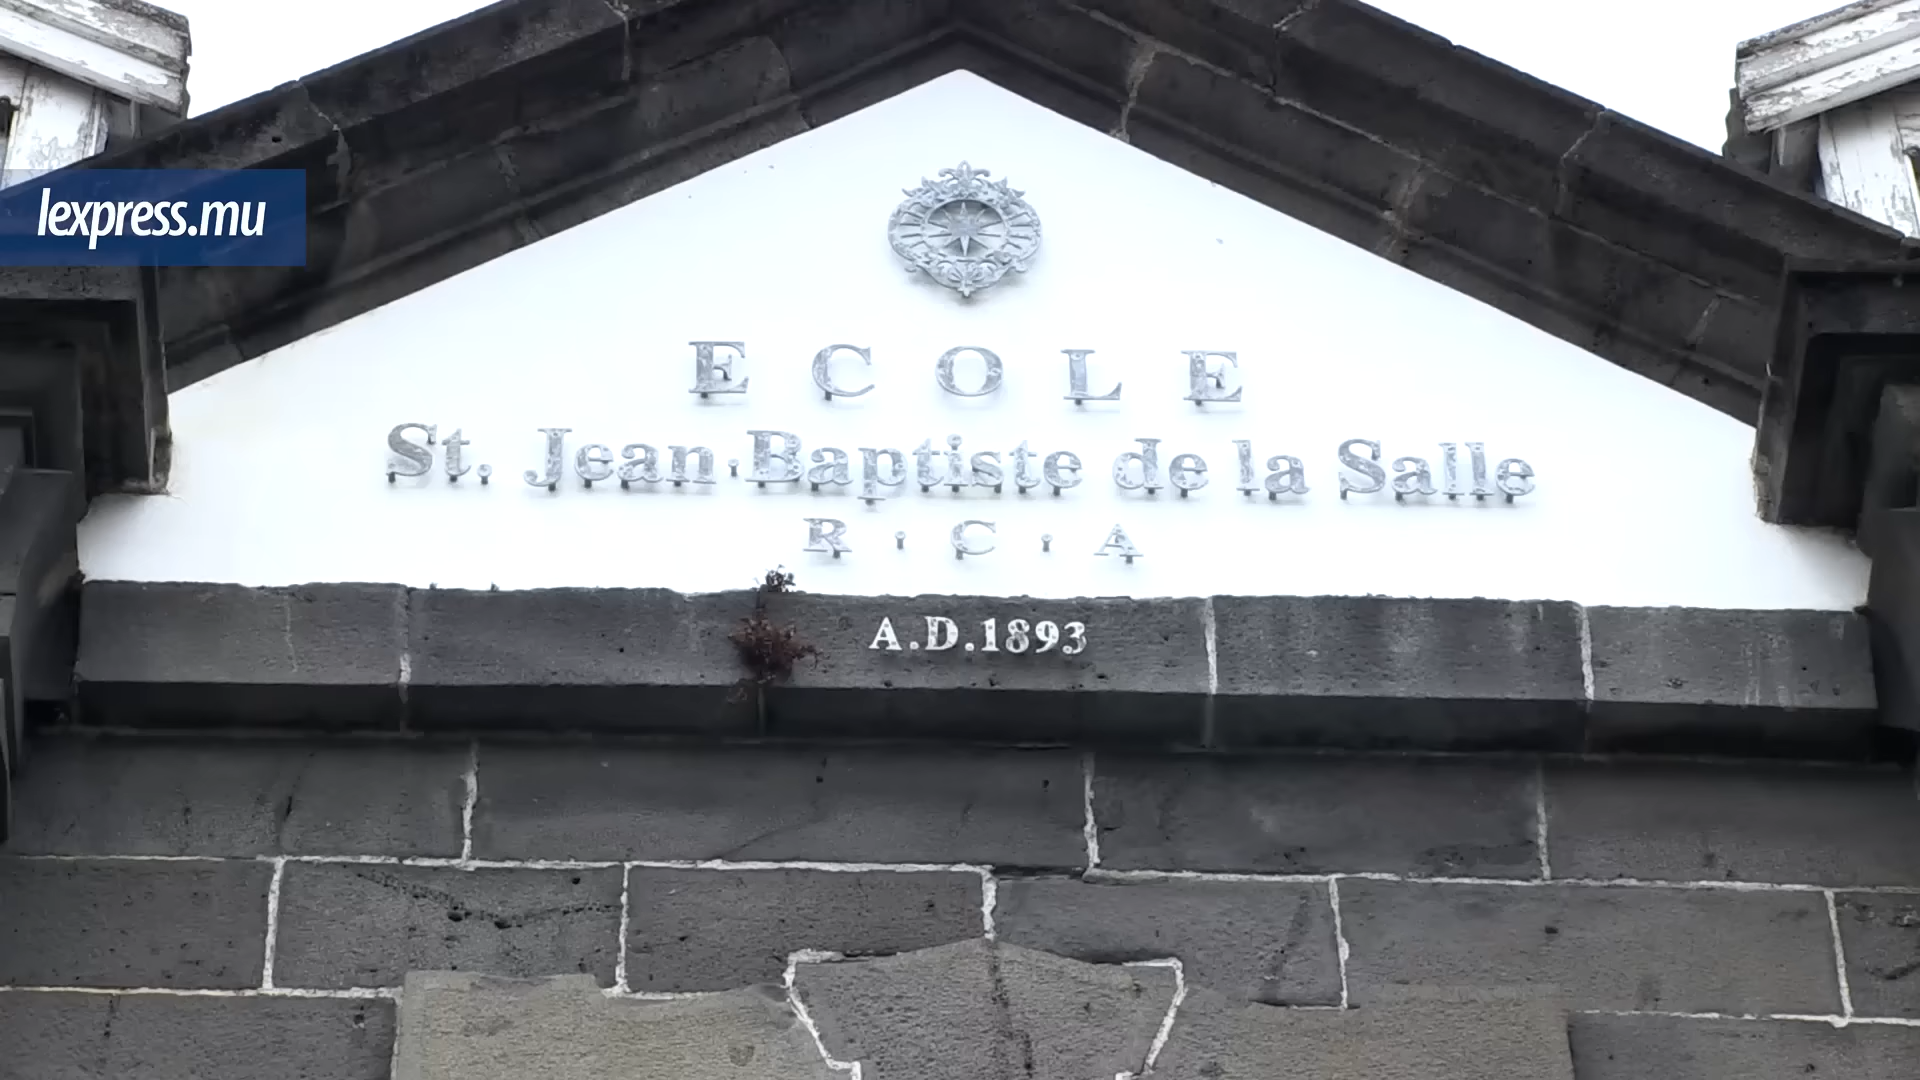 lexpress.mu
ECOLE
St. Jean·Baptiste de la Salle
R·C·A
A.D.1893